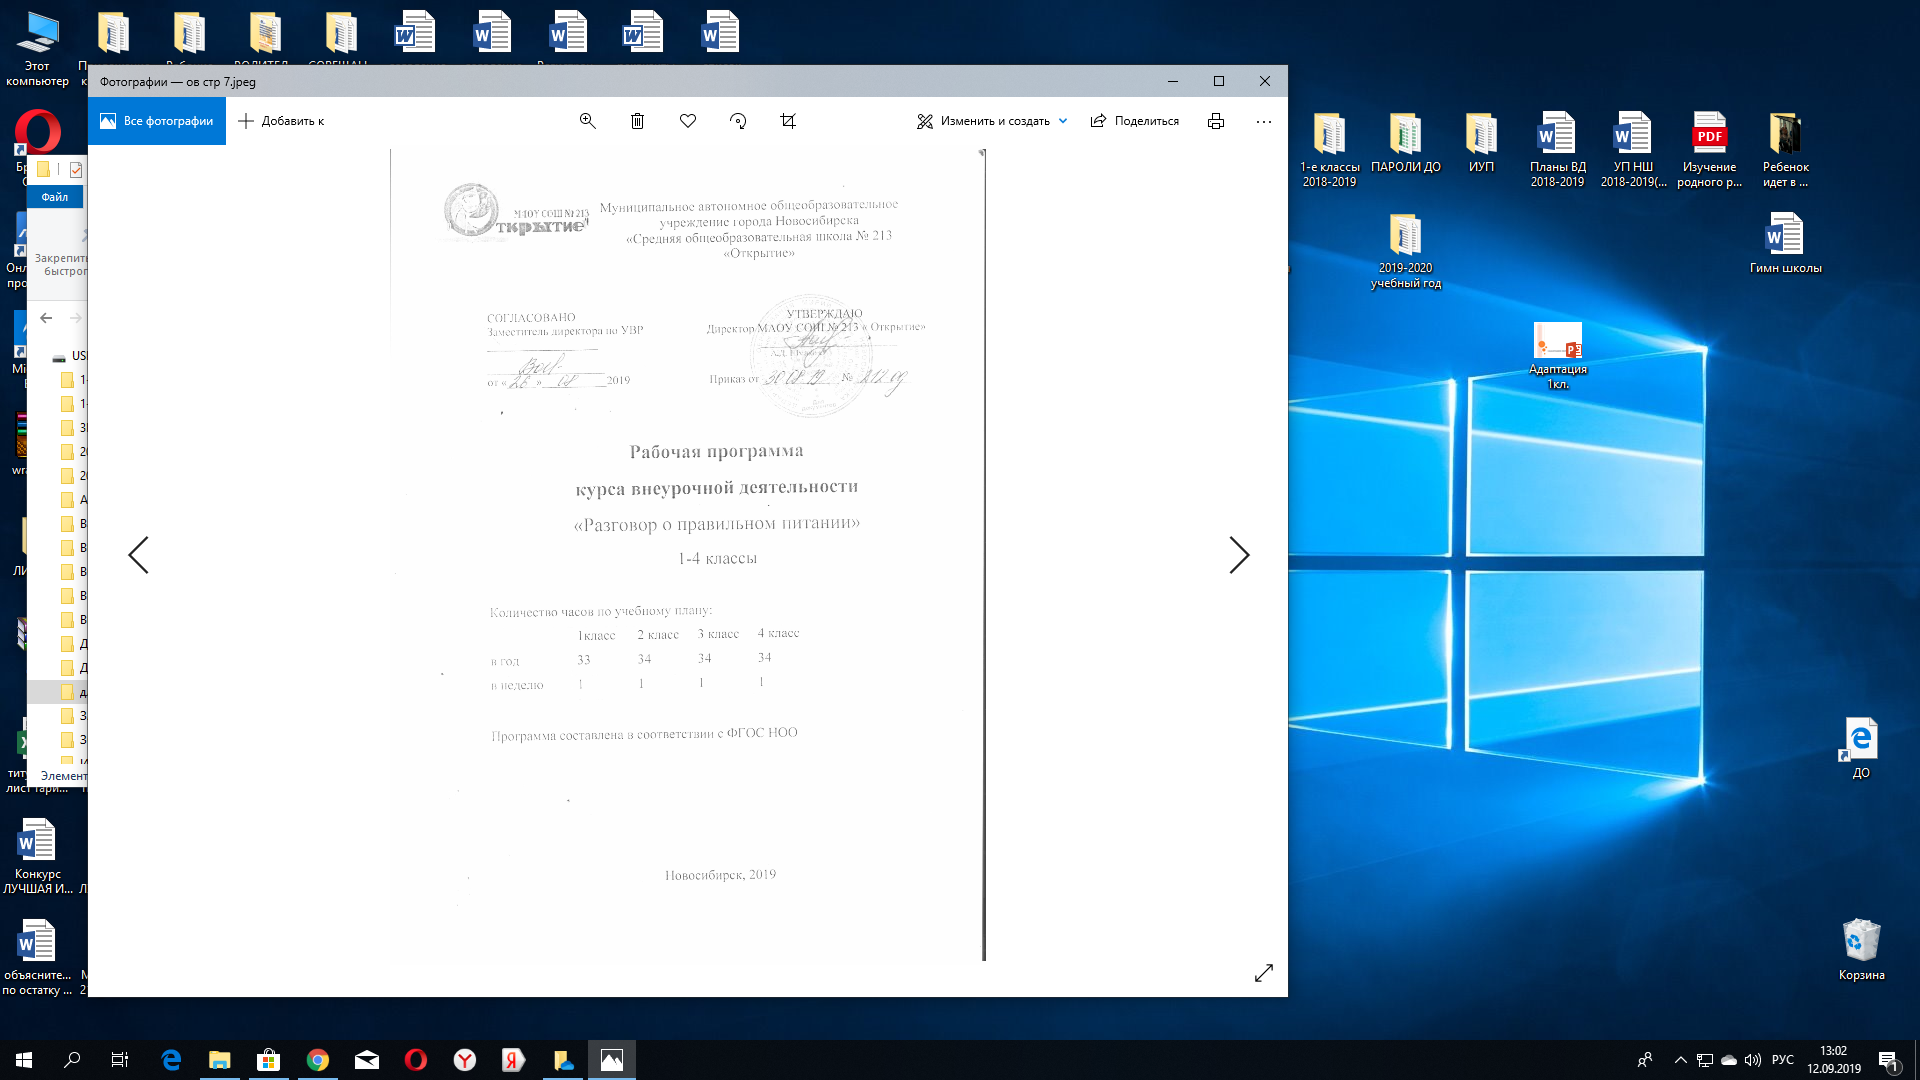 Этот
компьютер
Фотографии — ов стр 7.jpeg
Все фотографии
Добавить к
Изменить и создать
Поделиться
Файл
Закрепить
Элемент
МАОУ СОШ № 213
Муниципальное автономное общеобразовательное
учреждение города Новосибирска
«Средняя общеобразовательная школа № 213
«Открытие»
СОГЛАСОВАНО
Заместитель директора по УВР
от « 26 » 08 2019
УТВЕРЖДАЮ
Директор МАОУ СОШ № 213 « Открытие»
Приказ от 30 08 19 №
Рабочая программа
курса внеурочной деятельности
«Разговор о правильном питании»
1-4 классы
Количество часов по учебному плану:
1класс 2 класс 3 класс 4 класс
в год 33 34 34 34
в неделю 1 1 1 1
Программа составлена в соответствии с ФГОС НОО
Новосибирск, 2019
1-е классы
2018-2019
ПАРОЛИ ДО
ИУП
Планы ВД
2018-2019
УП НШ
2018-2019(...
PDF
Изучение
родного р...
Ребенок
идет в ...
2019-2020
учебный год
Гимн школы
Адаптация
1кл.
ДО
Корзина
Конкурс
ЛУЧШАЯ И...
объясните...
по остатку ...
РУС
13:02
12.09.2019
1